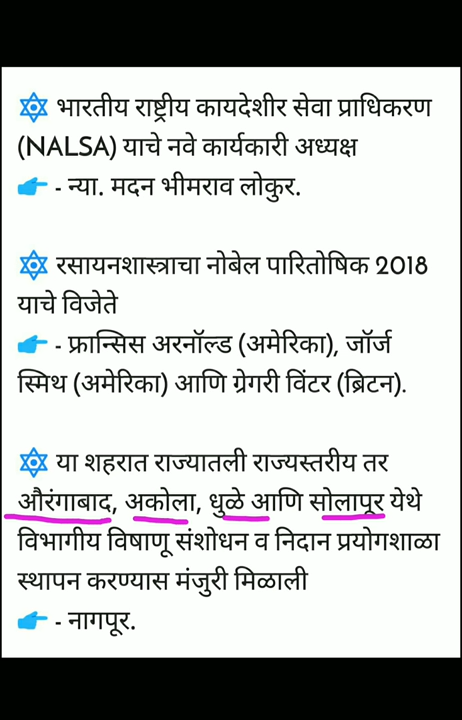 🔯 भारतीय राष्ट्रीय कायदेशीर सेवा प्राधिकरण
(NALSA) याचे नवे कार्यकारी अध्यक्ष
👉 - न्या. मदन भीमराव लोकुर.
🔯 रसायनशास्त्राचा नोबेल पारितोषिक 2018
याचे विजेते
👉 - फ्रान्सिस अरनॉल्ड (अमेरिका), जॉर्ज
स्मिथ (अमेरिका) आणि ग्रेगरी विंटर (ब्रिटन).
🔯 या शहरात राज्यातली राज्यस्तरीय तर
औरंगाबाद, अकोला, धुळे आणि सोलापूर येथे
विभागीय विषाणू संशोधन व निदान प्रयोगशाळा
स्थापन करण्यास मंजुरी मिळाली
👉 - नागपूर.